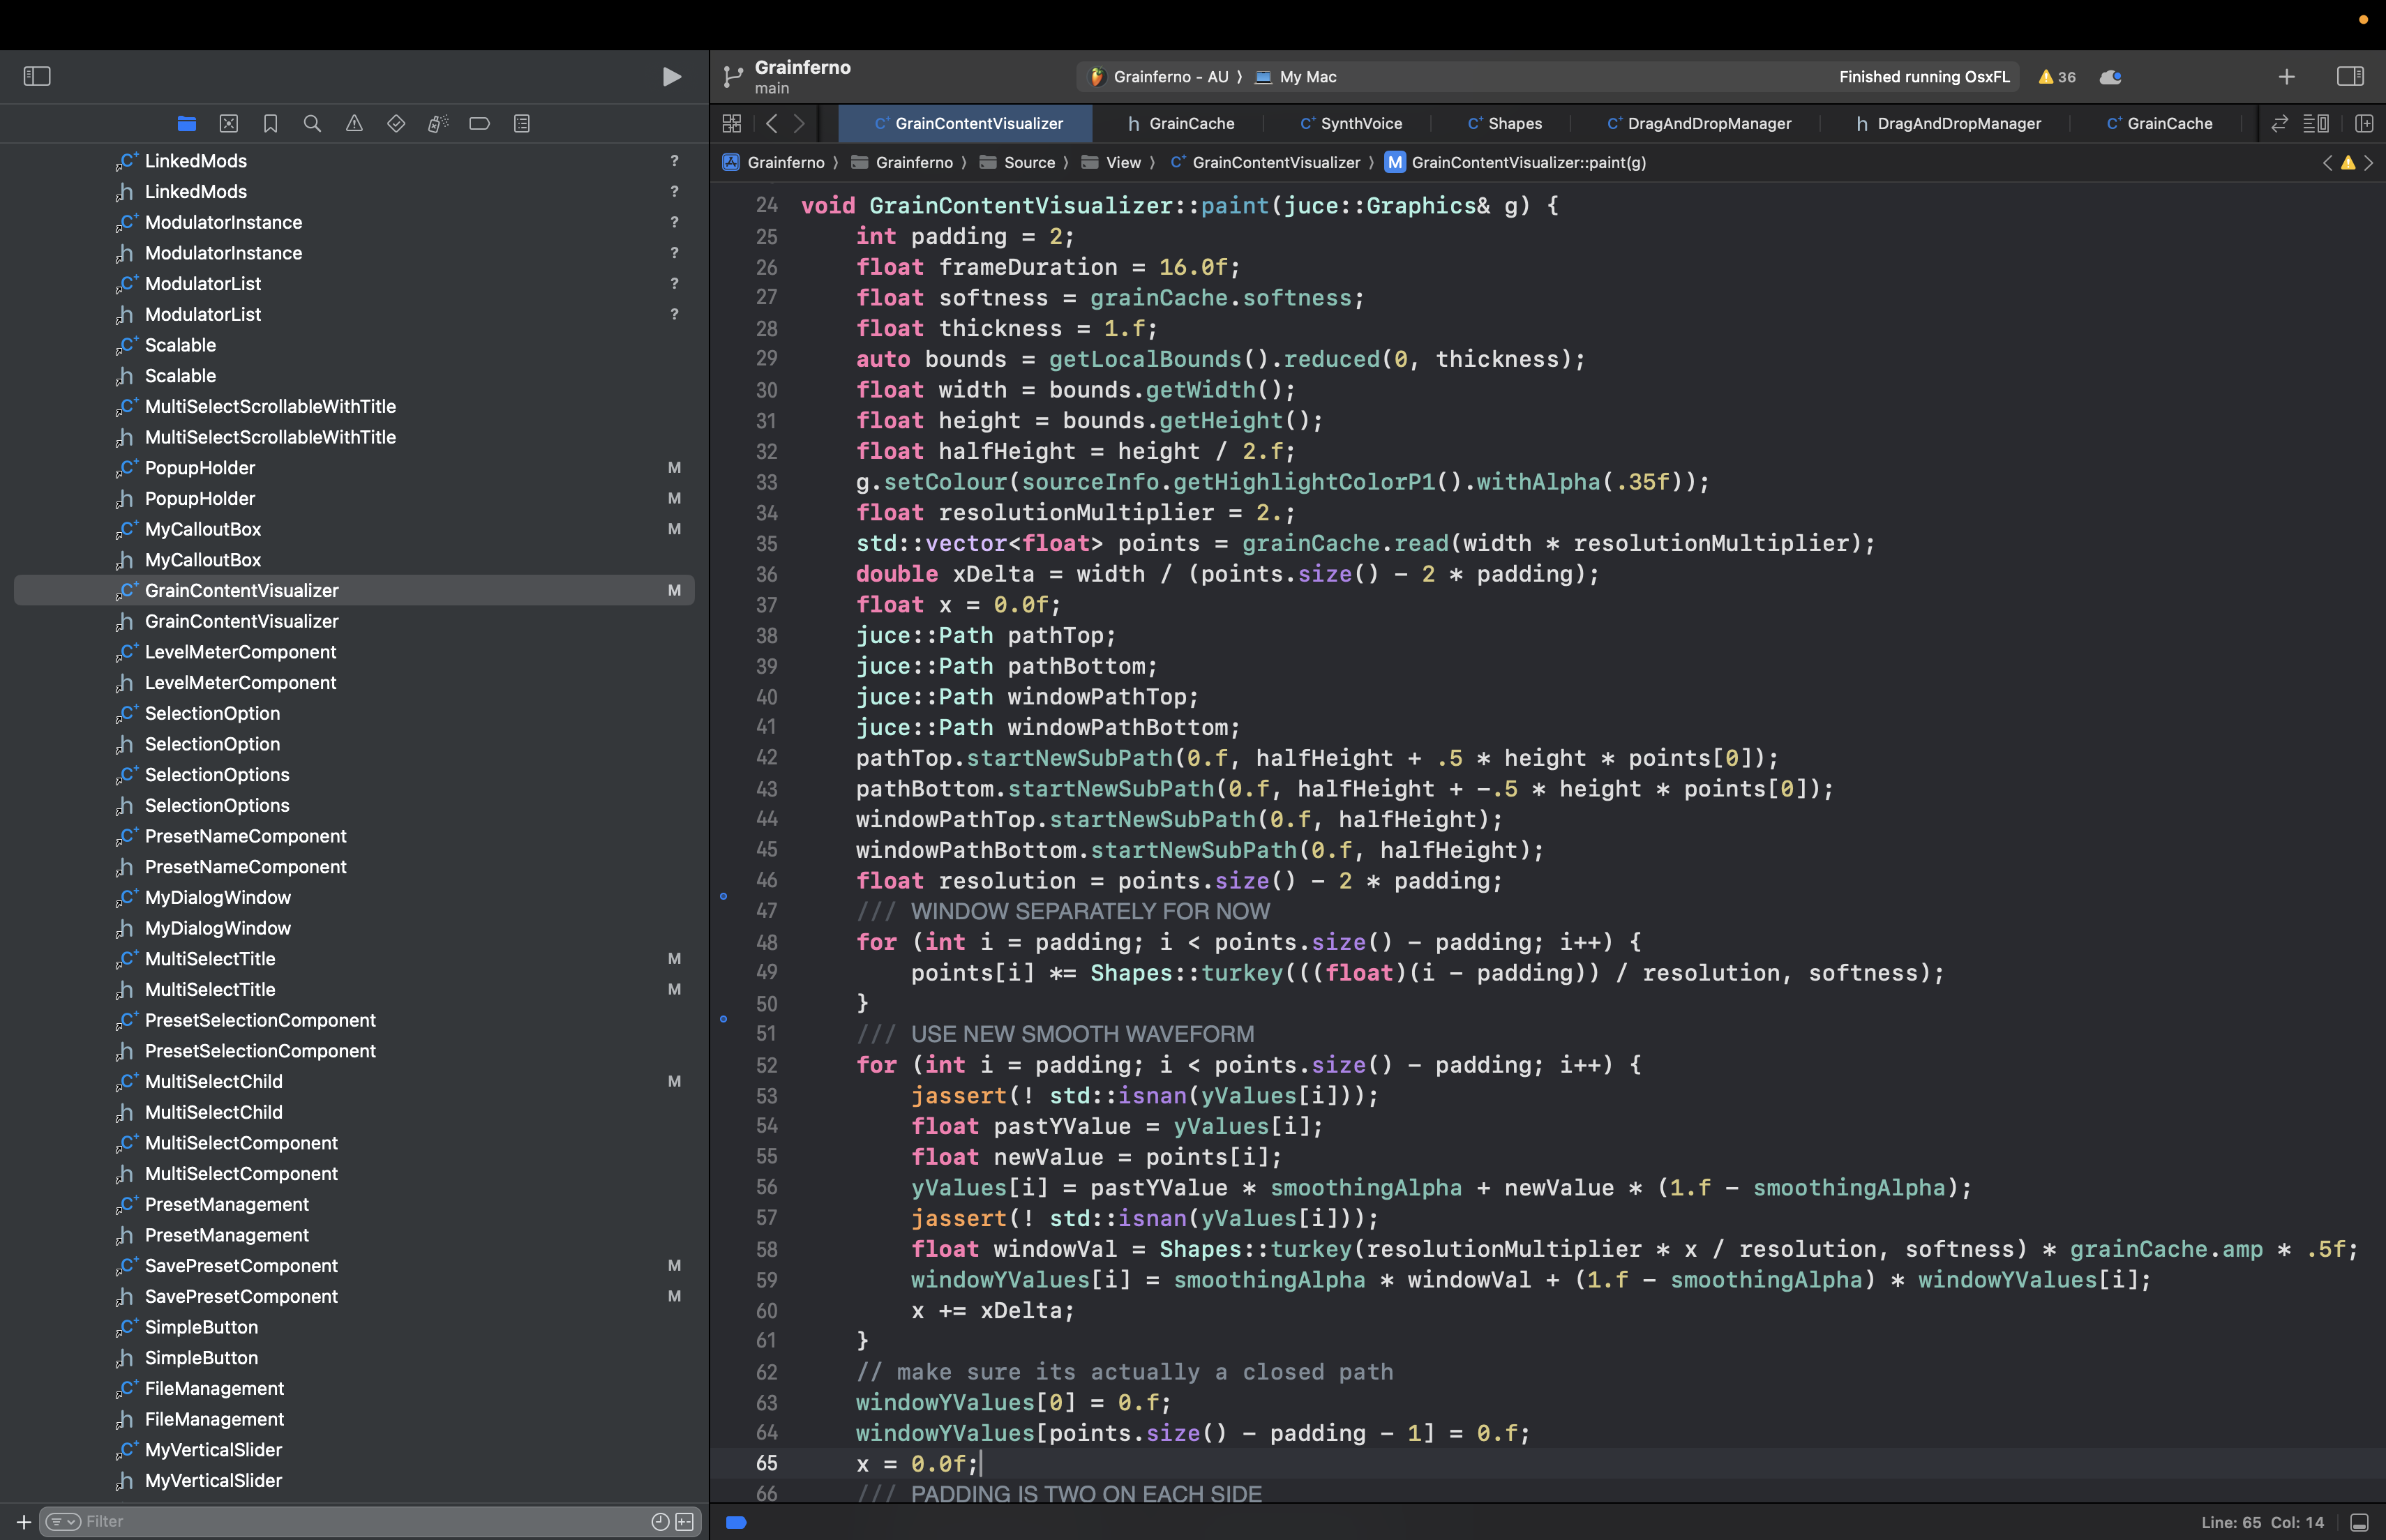 Grainferno
main
Grainferno - AU ⟩ My Mac
Finished running OsxFL
36
GrainContentVisualizer
GrainCache
SynthVoice
Shapes
DragAndDropManager
DragAndDropManager
GrainCache
Grainferno ⟩ Grainferno ⟩ Source ⟩ View ⟩ GrainContentVisualizer ⟩ M GrainContentVisualizer::paint(g)
LinkedMods ?
LinkedMods ?
ModulatorInstance ?
ModulatorInstance ?
ModulatorList ?
ModulatorList ?
Scalable
Scalable
MultiSelectScrollableWithTitle
MultiSelectScrollableWithTitle
PopupHolder M
PopupHolder M
MyCalloutBox M
MyCalloutBox
GrainContentVisualizer M
GrainContentVisualizer
LevelMeterComponent
LevelMeterComponent
SelectionOption
SelectionOption
SelectionOptions
SelectionOptions
PresetNameComponent
PresetNameComponent
MyDialogWindow
MyDialogWindow
MultiSelectTitle M
MultiSelectTitle M
PresetSelectionComponent
PresetSelectionComponent
MultiSelectChild M
MultiSelectChild
MultiSelectComponent
MultiSelectComponent
PresetManagement
PresetManagement
SavePresetComponent M
SavePresetComponent M
SimpleButton
SimpleButton
FileManagement
FileManagement
MyVerticalSlider
MyVerticalSlider
Filter
24 void GrainContentVisualizer::paint(juce::Graphics& g) {
25 int padding = 2;
26 float frameDuration = 16.0f;
27 float softness = grainCache.softness;
28 float thickness = 1.f;
29 auto bounds = getLocalBounds().reduced(0, thickness);
30 float width = bounds.getWidth();
31 float height = bounds.getHeight();
32 float halfHeight = height / 2.f;
33 g.setColour(sourceInfo.getHighlightColorP1().withAlpha(.35f));
34 float resolutionMultiplier = 2.;
35 std::vector<float> points = grainCache.read(width * resolutionMultiplier);
36 double xDelta = width / (points.size() - 2 * padding);
37 float x = 0.0f;
38 juce::Path pathTop;
39 juce::Path pathBottom;
40 juce::Path windowPathTop;
41 juce::Path windowPathBottom;
42 pathTop.startNewSubPath(0.f, halfHeight + .5 * height * points[0]);
43 pathBottom.startNewSubPath(0.f, halfHeight + -.5 * height * points[0]);
44 windowPathTop.startNewSubPath(0.f, halfHeight);
45 windowPathBottom.startNewSubPath(0.f, halfHeight);
46 float resolution = points.size() - 2 * padding;
47 /// WINDOW SEPARATELY FOR NOW
48 for (int i = padding; i < points.size() - padding; i++) {
49 points[i] *= Shapes::turkey(((float)(i - padding)) / resolution, softness);
50 }
51 /// USE NEW SMOOTH WAVEFORM
52 for (int i = padding; i < points.size() - padding; i++) {
53 jassert(! std::isnan(yValues[i]));
54 float pastYValue = yValues[i];
55 float newValue = points[i];
56 yValues[i] = pastYValue * smoothingAlpha + newValue * (1.f - smoothingAlpha);
57 jassert(! std::isnan(yValues[i]));
58 float windowVal = Shapes::turkey(resolutionMultiplier * x / resolution, softness) * grainCache.amp * .5f;
59 windowYValues[i] = smoothingAlpha * windowVal + (1.f - smoothingAlpha) * windowYValues[i];
60 x += xDelta;
61 }
62 // make sure its actually a closed path
63 windowYValues[0] = 0.f;
64 windowYValues[points.size() - padding - 1] = 0.f;
65 x = 0.0f;
66 /// PADDING IS TWO ON EACH SIDE
Line: 65 Col: 14